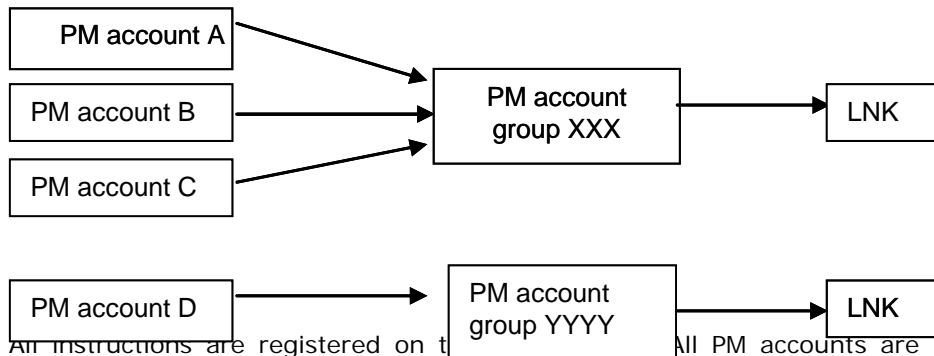 PM account A
PM account B
PM account C
PM account
group XXX
LNK
PM account D
PM account
group YYYY
LNK
All instructions are registered on All PM accounts are